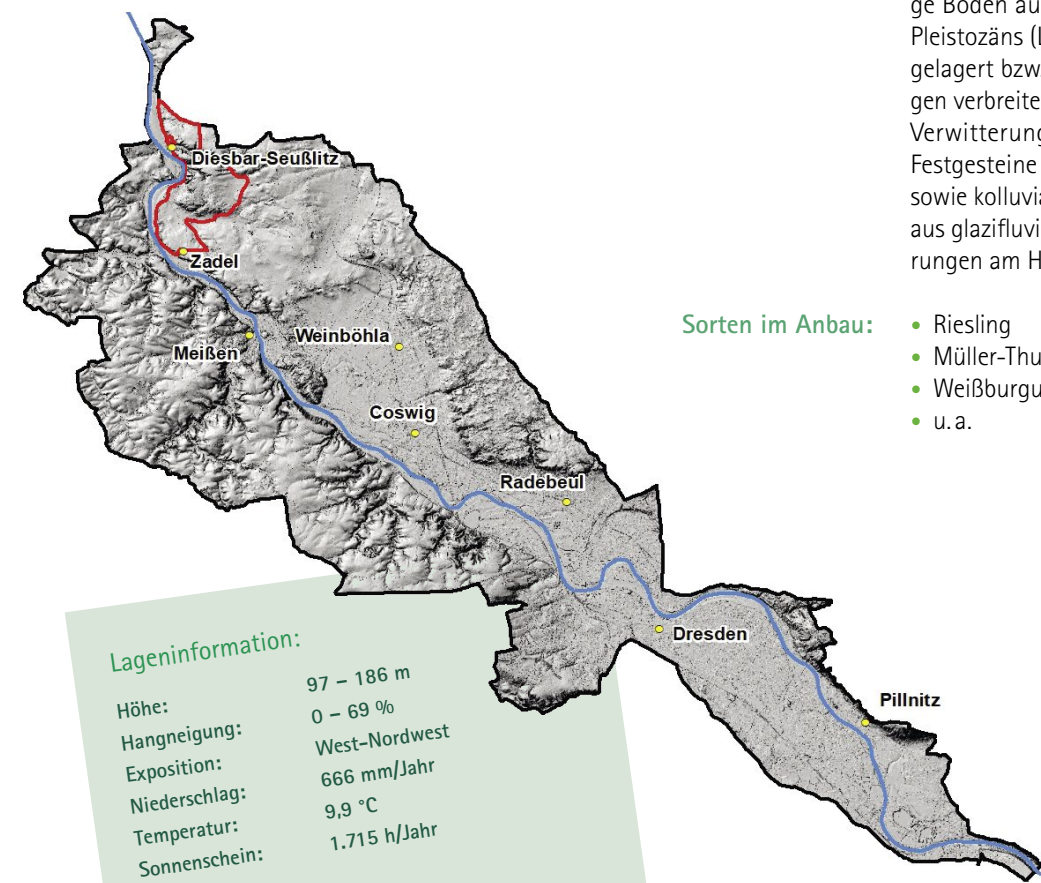 ge Böden au
Pleistozäns (L
gelagert bzw
gen verbreite
Verwitterung
Festgesteine
sowie kolluvia
aus glazifluvi
rungen am H
Sorten im Anbau:
• Riesling
• Müller-Thu
• Weißburgu
• u. a.
Diesbar-Seußlitz
Zadel
Meißen
Weinböhla
Coswig
Radebeul
Dresden
Pillnitz
Lageninformation:
Höhe: 97 – 186 m
Hangneigung: 0 – 69 %
Exposition: West-Nordwest
Niederschlag: 666 mm/Jahr
Temperatur: 9,9 °C
Sonnenschein: 1.715 h/Jahr